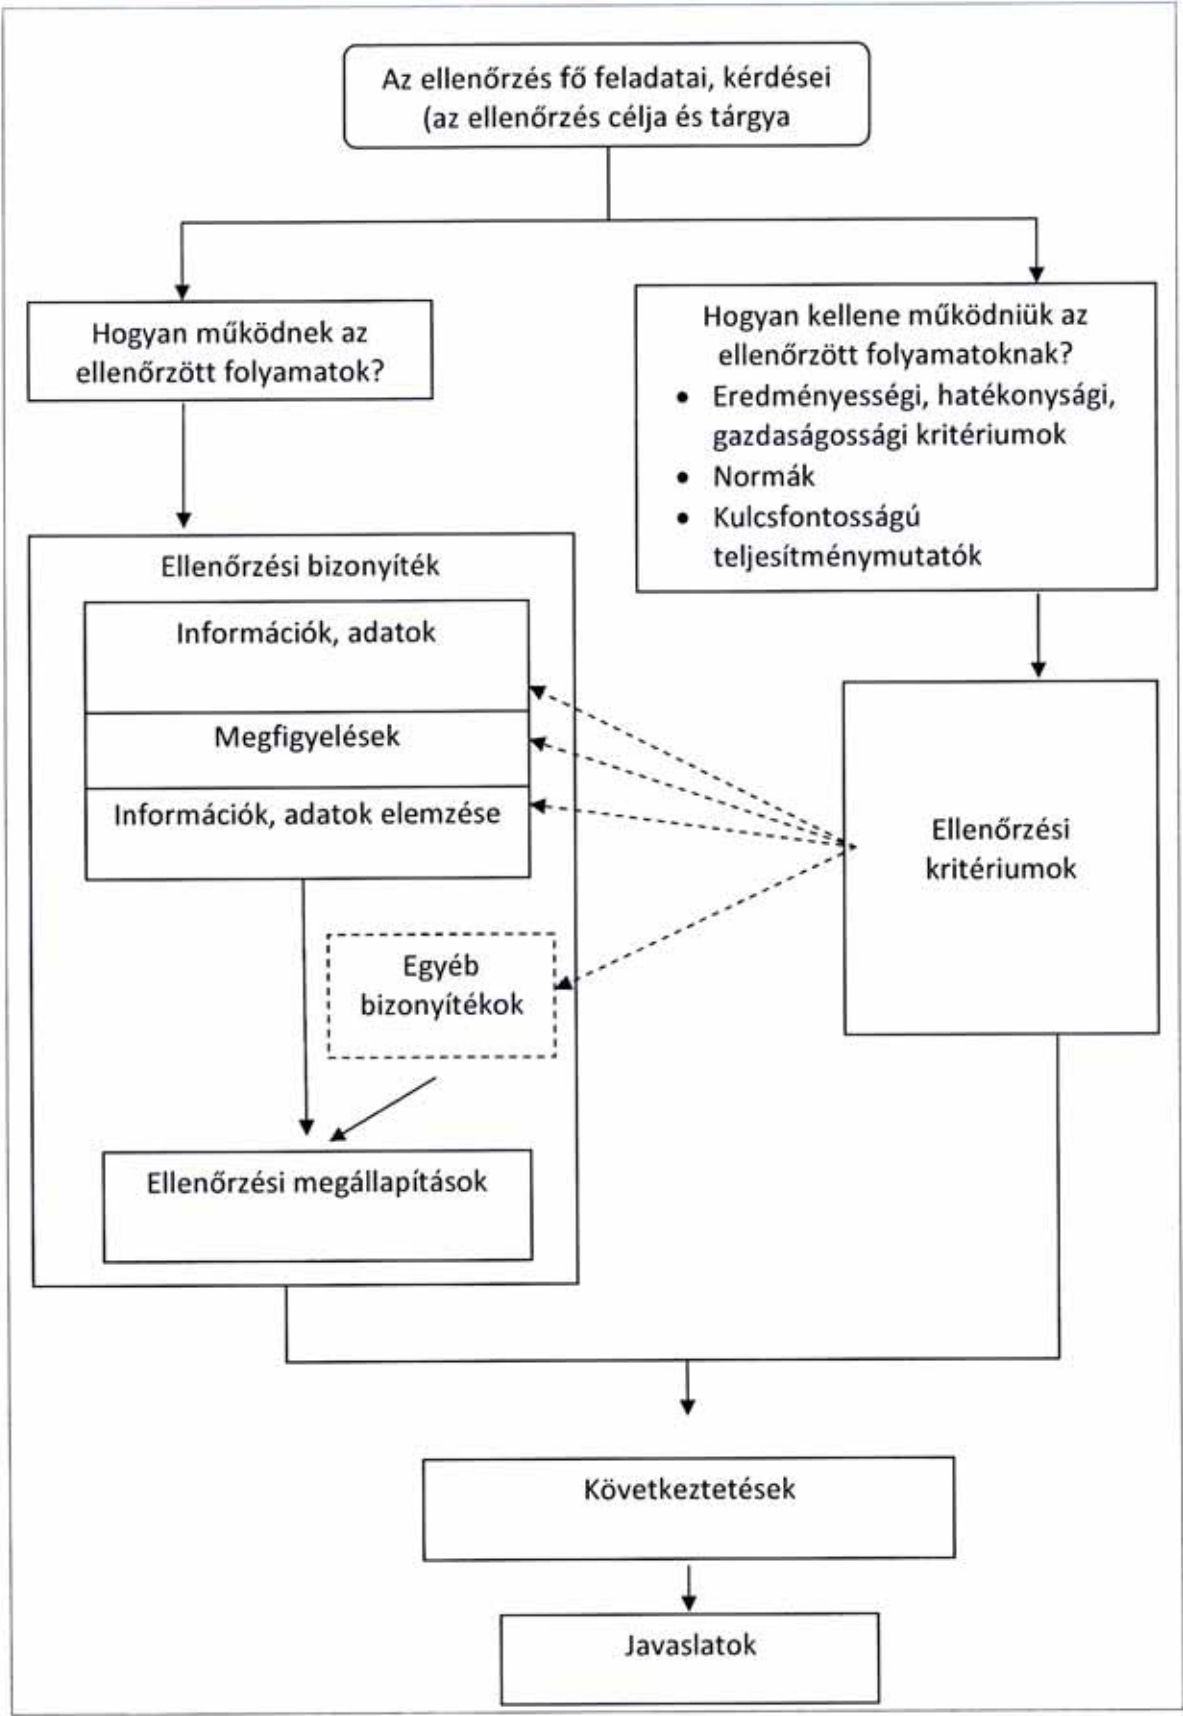 Az ellenőrzés fő feladatai, kérdései
(az ellenőrzés célja és tárgya
Hogyan működnek az
ellenőrzött folyamatok?
Hogyan kellene működniük az
ellenőrzött folyamatoknak?
• Eredményességi, hatékonysági,
gazdaságossági kritériumok
• Normák
• Kulcsfontosságú
teljesítménymutatók
Ellenőrzési bizonyíték
Információk, adatok
Megfigyelések
Információk, adatok elemzése
Egyéb
bizonyítékok
Ellenőrzési megállapítások
Ellenőrzési
kritériumok
Következtetések
Javaslatok